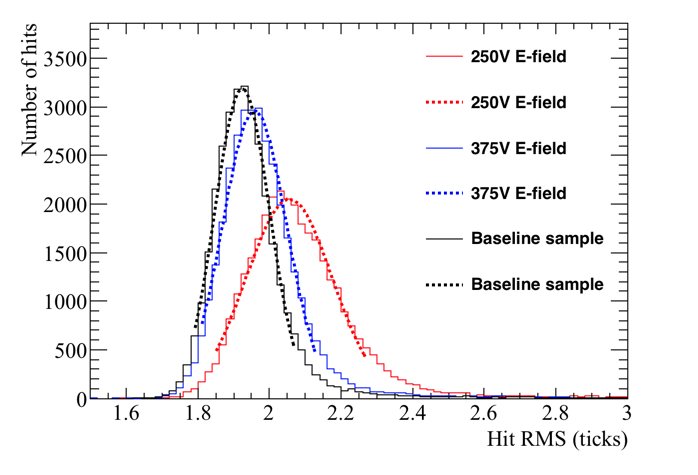 Number of hits
3500
3000
2500
2000
1500
1000
500
0
250V E-field
250V E-field
375V E-field
375V E-field
Baseline sample
Baseline sample
1.6 1.8 2 2.2 2.4 2.6 2.8 3
Hit RMS (ticks)